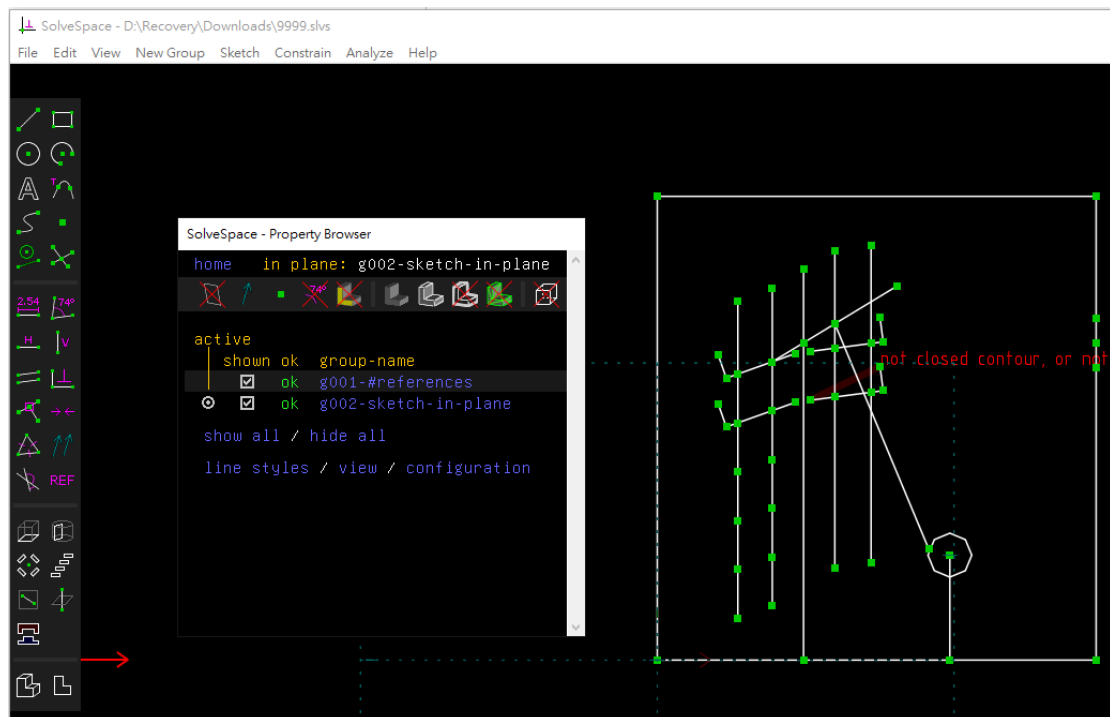 SolveSpace - D:\Recovery\Downloads\9999.slvs
File Edit View New Group Sketch Constrain Analyze Help
SolveSpace - Property Browser
home in plane: g002-sketch-in-plane
74°
active
shown ok group-name
ok g001-#references
ok g002-sketch-in-plane
show all / hide all
line styles / view / configuration
not closed contour, or not
A T
2.54 74°
H V
REF